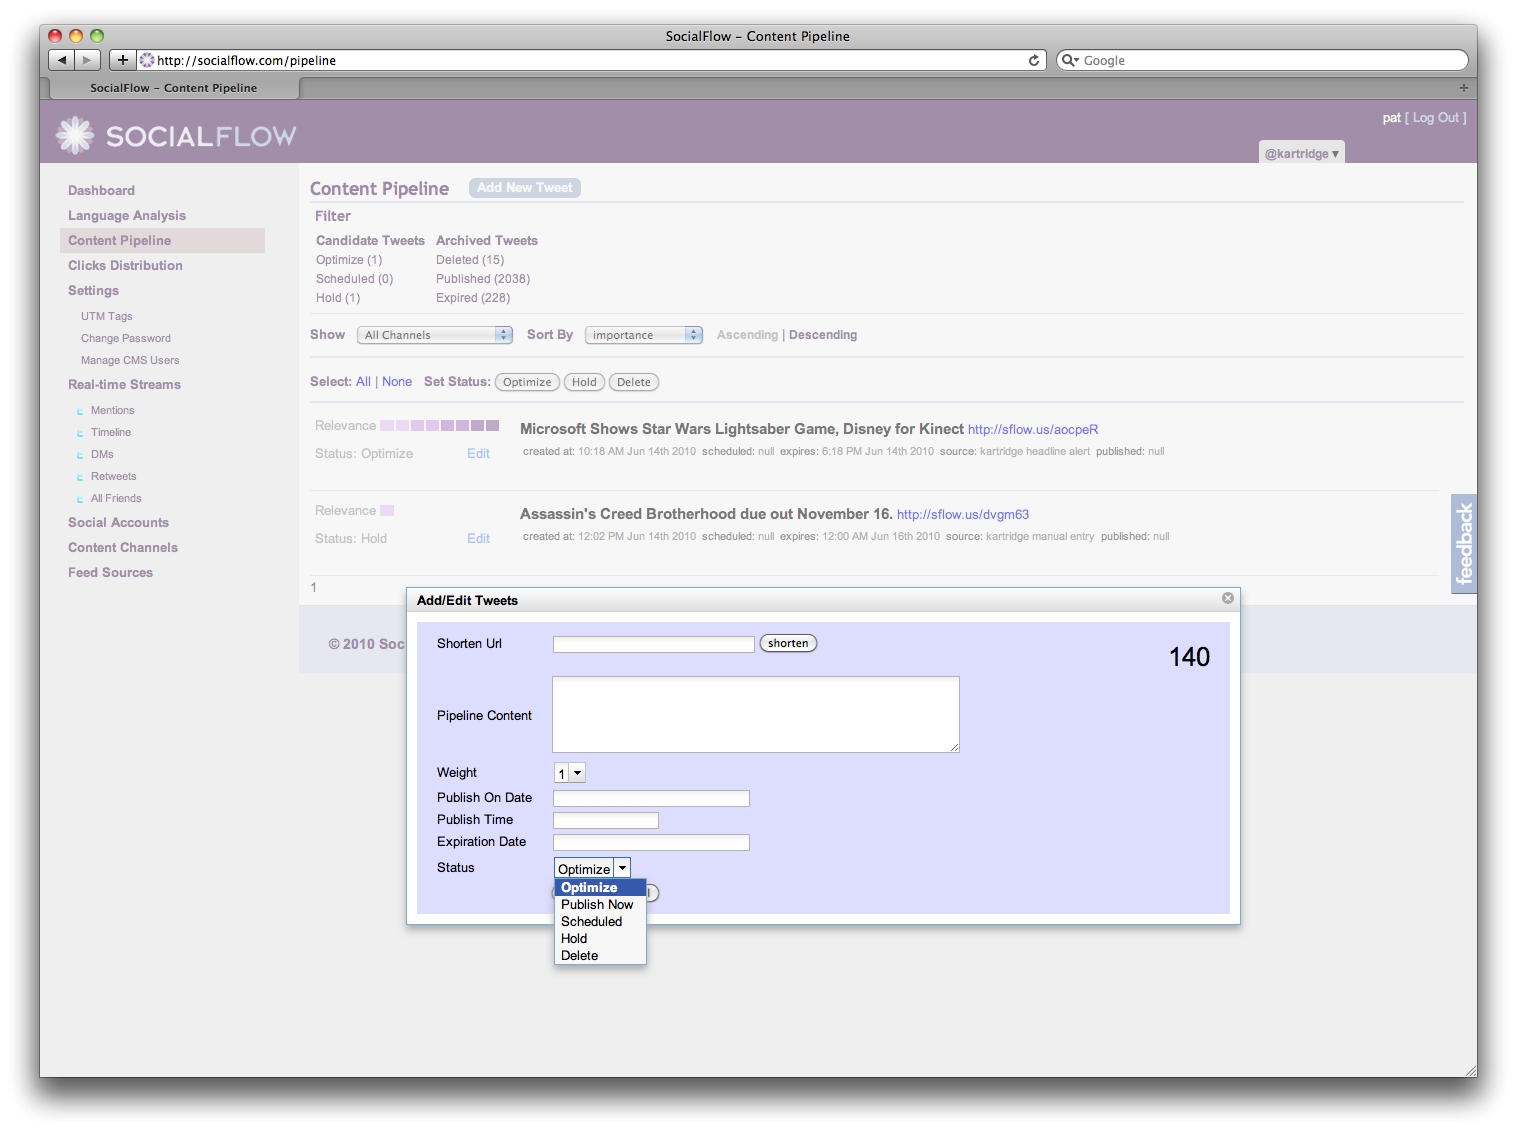 SocialFlow – Content Pipeline
http://socialflow.com/pipeline
Google
SocialFlow – Content Pipeline
SOCIALFLOW
pat [ Log Out ]
@kartridge ▾
Dashboard
Language Analysis
Content Pipeline
Clicks Distribution
Settings
UTM Tags
Change Password
Manage CMS Users
Real-time Streams
Mentions
Timeline
DMs
Retweets
All Friends
Social Accounts
Content Channels
Feed Sources
Content Pipeline Add New Tweet
Filter
Candidate Tweets Archived Tweets
Optimize (1) Deleted (15)
Scheduled (0) Published (2038)
Hold (1) Expired (228)
Show All Channels Sort By importance Ascending | Descending
Select: All | None Set Status: Optimize Hold Delete
Relevance Microsoft Shows Star Wars Lightsaber Game, Disney for Kinect http://sflow.us/aocpeR
Status: Optimize Edit created at: 10:18 AM Jun 14th 2010 scheduled: null expires: 6:18 PM Jun 14th 2010 source: kartridge headline alert published: null
Relevance Assassin's Creed Brotherhood due out November 16. http://sflow.us/dvgm63
Status: Hold Edit created at: 12:02 PM Jun 14th 2010 scheduled: null expires: 12:00 AM Jun 16th 2010 source: kartridge manual entry published: null
1
feedback
© 2010 Soc
Add/Edit Tweets
Shorten Url shorten
140
Pipeline Content
Weight 1
Publish On Date
Publish Time
Expiration Date
Status Optimize
Optimize
Publish Now
Scheduled
Hold
Delete